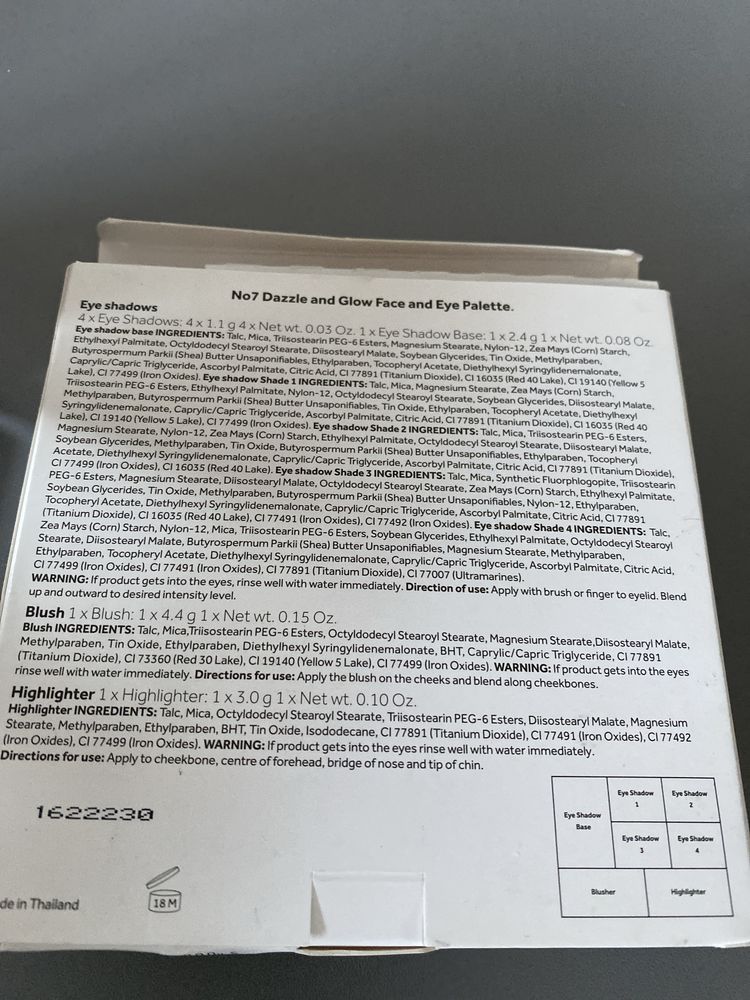 No7 Dazzle and Glow Face and Eye Palette.
Eye shadows
4 x Eye Shadows: 4 x 1.1 g 4 x Net wt. 0.03 Oz. 1 x Eye Shadow Base: 1 x 2.4 g 1 x Net wt. 0.08 Oz.
Eye shadow base INGREDIENTS: Talc, Mica, Triisostearin PEG-6 Esters, Magnesium Stearate, Nylon-12, Zea Mays (Corn) Starch,
Ethylhexyl Palmitate, Octyldodecyl Stearoyl Stearate, Diisostearyl Malate, Soybean Glycerides, Tin Oxide, Methylparaben,
Butyrospermum Parkii (Shea) Butter Unsaponifiables, Ethylparaben, Tocopheryl Acetate, Diethylhexyl Syringylidenemalonate,
Caprylic/Capric Triglyceride, Ascorbyl Palmitate, Citric Acid, CI 77891 (Titanium Dioxide), CI 16035 (Red 40 Lake), CI 19140 (Yellow 5
Lake), CI 77499 (Iron Oxides). Eye shadow Shade 1 INGREDIENTS: Talc, Mica, Magnesium Stearate, Zea Mays (Corn) Starch,
Triisostearin PEG-6 Esters, Ethylhexyl Palmitate, Nylon-12, Octyldodecyl Stearoyl Stearate, Soybean Glycerides, Diisostearyl Malate,
Methylparaben, Butyrospermum Parkii (Shea) Butter Unsaponifiables, Tin Oxide, Ethylparaben, Tocopheryl Acetate, Diethylhexyl
Syringylidenemalonate, Caprylic/Capric Triglyceride, Ascorbyl Palmitate, Citric Acid, CI 77891 (Titanium Dioxide), CI 16035 (Red 40
Lake), CI 19140 (Yellow 5 Lake), CI 77499 (Iron Oxides). Eye shadow Shade 2 INGREDIENTS: Talc, Mica, Triisostearin PEG-6 Esters,
Magnesium Stearate, Nylon-12, Zea Mays (Corn) Starch, Ethylhexyl Palmitate, Octyldodecyl Stearoyl Stearate, Diisostearyl Malate,
Soybean Glycerides, Methylparaben, Tin Oxide, Butyrospermum Parkii (Shea) Butter Unsaponifiables, Ethylparaben, Tocopheryl
Acetate, Diethylhexyl Syringylidenemalonate, Caprylic/Capric Triglyceride, Ascorbyl Palmitate, Citric Acid, CI 77891 (Titanium Dioxide),
CI 77499 (Iron Oxides), CI 16035 (Red 40 Lake). Eye shadow Shade 3 INGREDIENTS: Talc, Mica, Synthetic Fluorphlogopite, Triisostearin
PEG-6 Esters, Magnesium Stearate, Diisostearyl Malate, Octyldodecyl Stearoyl Stearate, Zea Mays (Corn) Starch, Ethylhexyl Palmitate,
Soybean Glycerides, Tin Oxide, Methylparaben, Butyrospermum Parkii (Shea) Butter Unsaponifiables, Nylon-12, Ethylparaben,
Tocopheryl Acetate, Diethylhexyl Syringylidenemalonate, Caprylic/Capric Triglyceride, Ascorbyl Palmitate, Citric Acid, CI 77891
(Titanium Dioxide), CI 16035 (Red 40 Lake), CI 77491 (Iron Oxides), CI 77492 (Iron Oxides). Eye shadow Shade 4 INGREDIENTS: Talc,
Zea Mays (Corn) Starch, Nylon-12, Mica, Triisostearin PEG-6 Esters, Soybean Glycerides, Ethylhexyl Palmitate, Octyldodecyl Stearoyl
Stearate, Diisostearyl Malate, Butyrospermum Parkii (Shea) Butter Unsaponifiables, Magnesium Stearate, Methylparaben,
Ethylparaben, Tocopheryl Acetate, Diethylhexyl Syringylidenemalonate, Caprylic/Capric Triglyceride, Ascorbyl Palmitate, Citric Acid,
CI 77499 (Iron Oxides), CI 77491 (Iron Oxides), CI 77891 (Titanium Dioxide), CI 77007 (Ultramarines).
WARNING: If product gets into the eyes, rinse well with water immediately. Direction of use: Apply with brush or finger to eyelid. Blend
up and outward to desired intensity level.
Blush 1 x Blush: 1 x 4.4 g 1 x Net wt. 0.15 Oz.
Blush INGREDIENTS: Talc, Mica,Triisostearin PEG-6 Esters, Octyldodecyl Stearoyl Stearate, Magnesium Stearate,Diisostearyl Malate,
Methylparaben, Tin Oxide, Ethylparaben, Diethylhexyl Syringylidenemalonate, BHT, Caprylic/Capric Triglyceride, CI 77891
(Titanium Dioxide), CI 73360 (Red 30 Lake), CI 19140 (Yellow 5 Lake), CI 77499 (Iron Oxides). WARNING: If product gets into the eyes
rinse well with water immediately. Directions for use: Apply the blush on the cheeks and blend along cheekbones.
Highlighter 1 x Highlighter: 1 x 3.0 g 1 x Net wt. 0.10 Oz.
Highlighter INGREDIENTS: Talc, Mica, Octyldodecyl Stearoyl Stearate, Triisostearin PEG-6 Esters, Diisostearyl Malate, Magnesium
Stearate, Methylparaben, Ethylparaben, BHT, Tin Oxide, Isododecane, CI 77891 (Titanium Dioxide), CI 77491 (Iron Oxides), CI 77492
(Iron Oxides), CI 77499 (Iron Oxides). WARNING: If product gets into the eyes rinse well with water immediately.
Directions for use: Apply to cheekbone, centre of forehead, bridge of nose and tip of chin.
1622230
Eye Shadow
Base
Eye Shadow
1
Eye Shadow
2
Eye Shadow
3
Eye Shadow
4
Blusher
Highlighter
de in Thailand
18 M